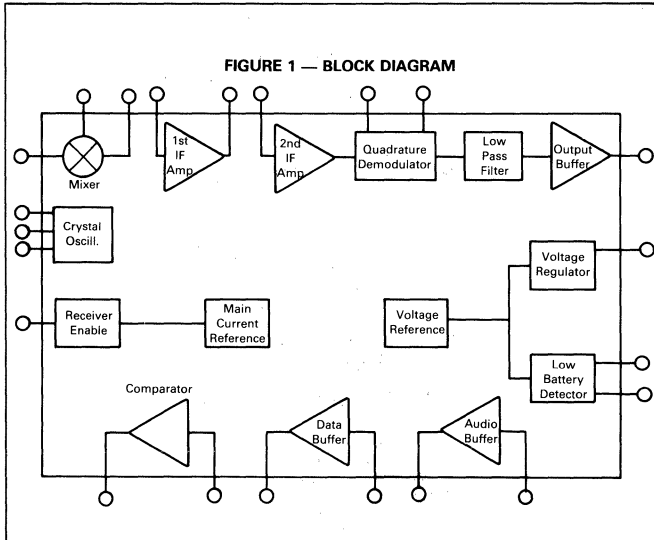 FIGURE 1 — BLOCK DIAGRAM
Mixer
1st
IF
Amp.
2nd
IF
Amp
Quadrature
Demodulator
Low
Pass
Filter
Output
Buffer
Crystal
Oscill.
Voltage
Regulator
Receiver
Enable
Main
Current
Reference
Voltage
Reference
Low
Battery
Detector
Comparator
Data
Buffer
Audio
Buffer